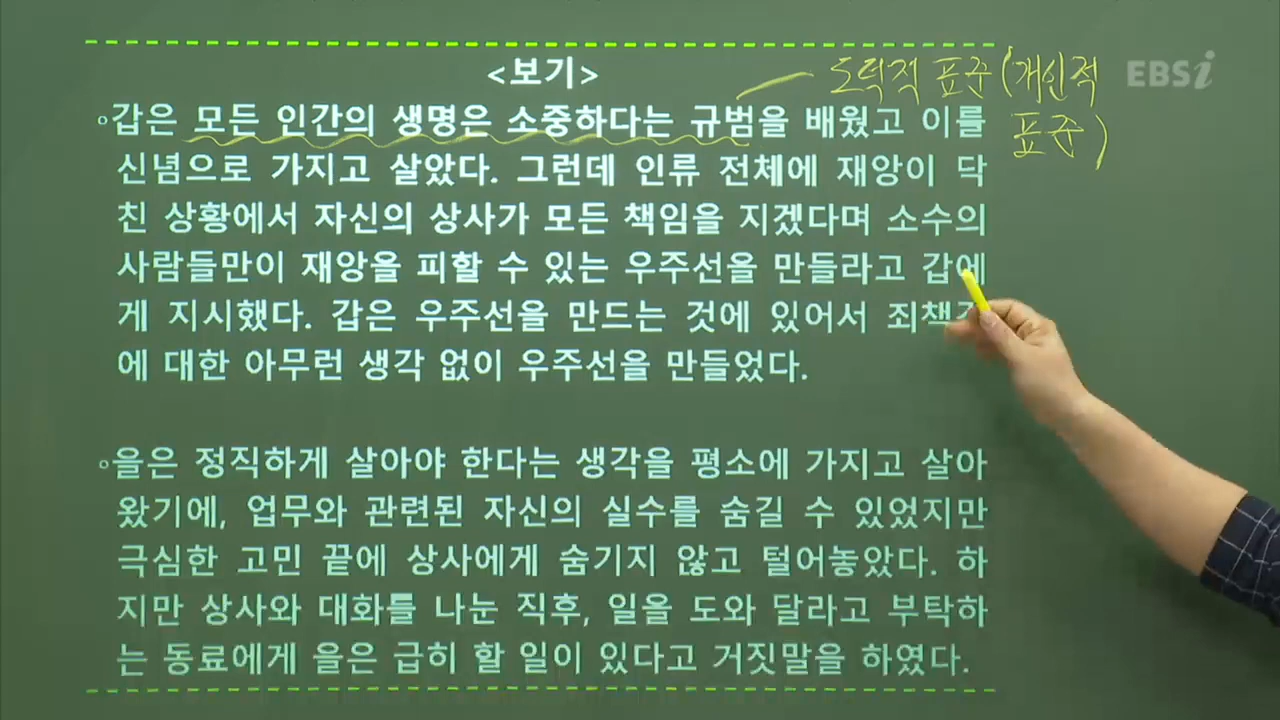 <보기>
도덕적 표준 (개인적
표준)
EBSi
◦갑은 모든 인간의 생명은 소중하다는 규범을 배웠고 이를
신념으로 가지고 살았다. 그런데 인류 전체에 재앙이 닥
친 상황에서 자신의 상사가 모든 책임을 지겠다며 소수의
사람들만이 재앙을 피할 수 있는 우주선을 만들라고 갑에
게 지시했다. 갑은 우주선을 만드는 것에 있어서
에 대한 아무런 생각 없이 우주선을 만들었다.
◦을은 정직하게 살아야 한다는 생각을 평소에 가지고 살아
왔기에, 업무와 관련된 자신의 실수를 숨길 수 있었지만
극심한 고민 끝에 상사에게 숨기지 않고 털어놓았다. 하
지만 상사와 대화를 나눈 직후, 일을 도와 달라고 부탁하
는 동료에게 을은 급히 할 일이 있다고 거짓말을 하였다.